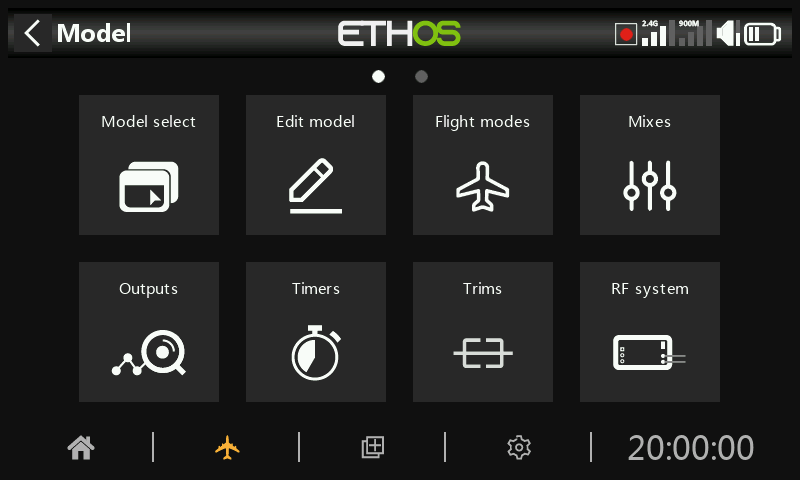 Model
ETHOS
2.4G
900M
Model select
Edit model
Flight modes
Mixes
Outputs
Timers
Trims
RF system
20:00:00